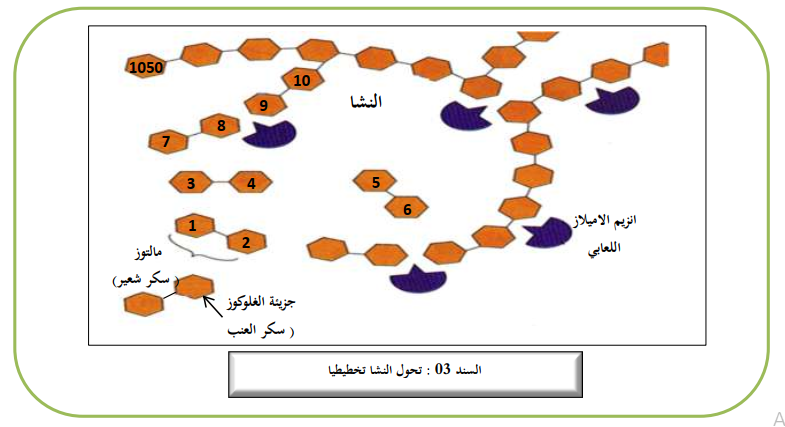 1050
10
9
النشا
8
7
3
4
5
6
1
2
انزيم الاميلاز
اللعابي
مالتوز
( سكر شعير)
جزيئة الغلوكوز
( سكر العنب
السند 03 : تحول النشا تخطيطيا
A